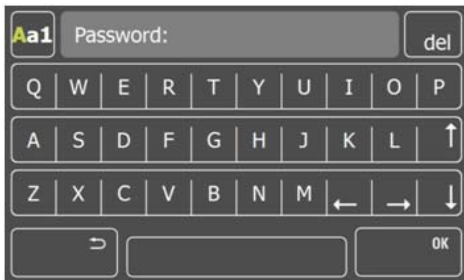 Aa1 Password: del
Q W E R T Y U I O P
A S D F G H J K L ↑
Z X C V B N M ← → ↓
OK